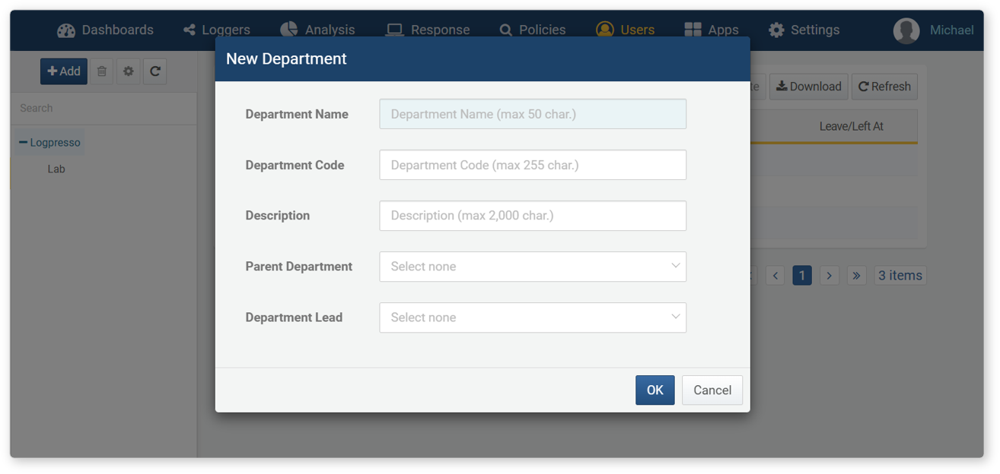 Dashboards Loggers Analysis Response Policies Users Apps Settings Michael
New Department
Add
Download Refresh
Search
Leave/Left At
Logpresso
Lab
Department Name Department Name (max 50 char.)
Department Code Department Code (max 255 char.)
Description Description (max 2,000 char.)
Parent Department Select none
Department Lead Select none
1 3 items
OK Cancel